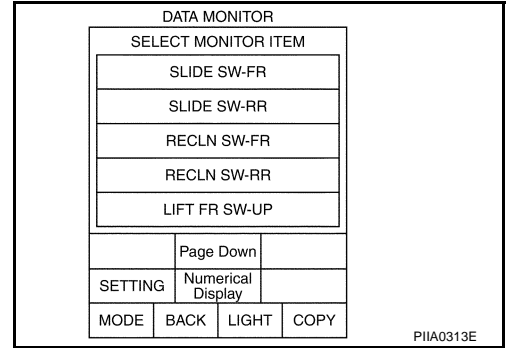 DATA MONITOR
SELECT MONITOR ITEM
SLIDE SW-FR
SLIDE SW-RR
RECLN SW-FR
RECLN SW-RR
LIFT FR SW-UP
Page Down
SETTING
Numerical
Display
MODE BACK LIGHT COPY
PIIA0313E